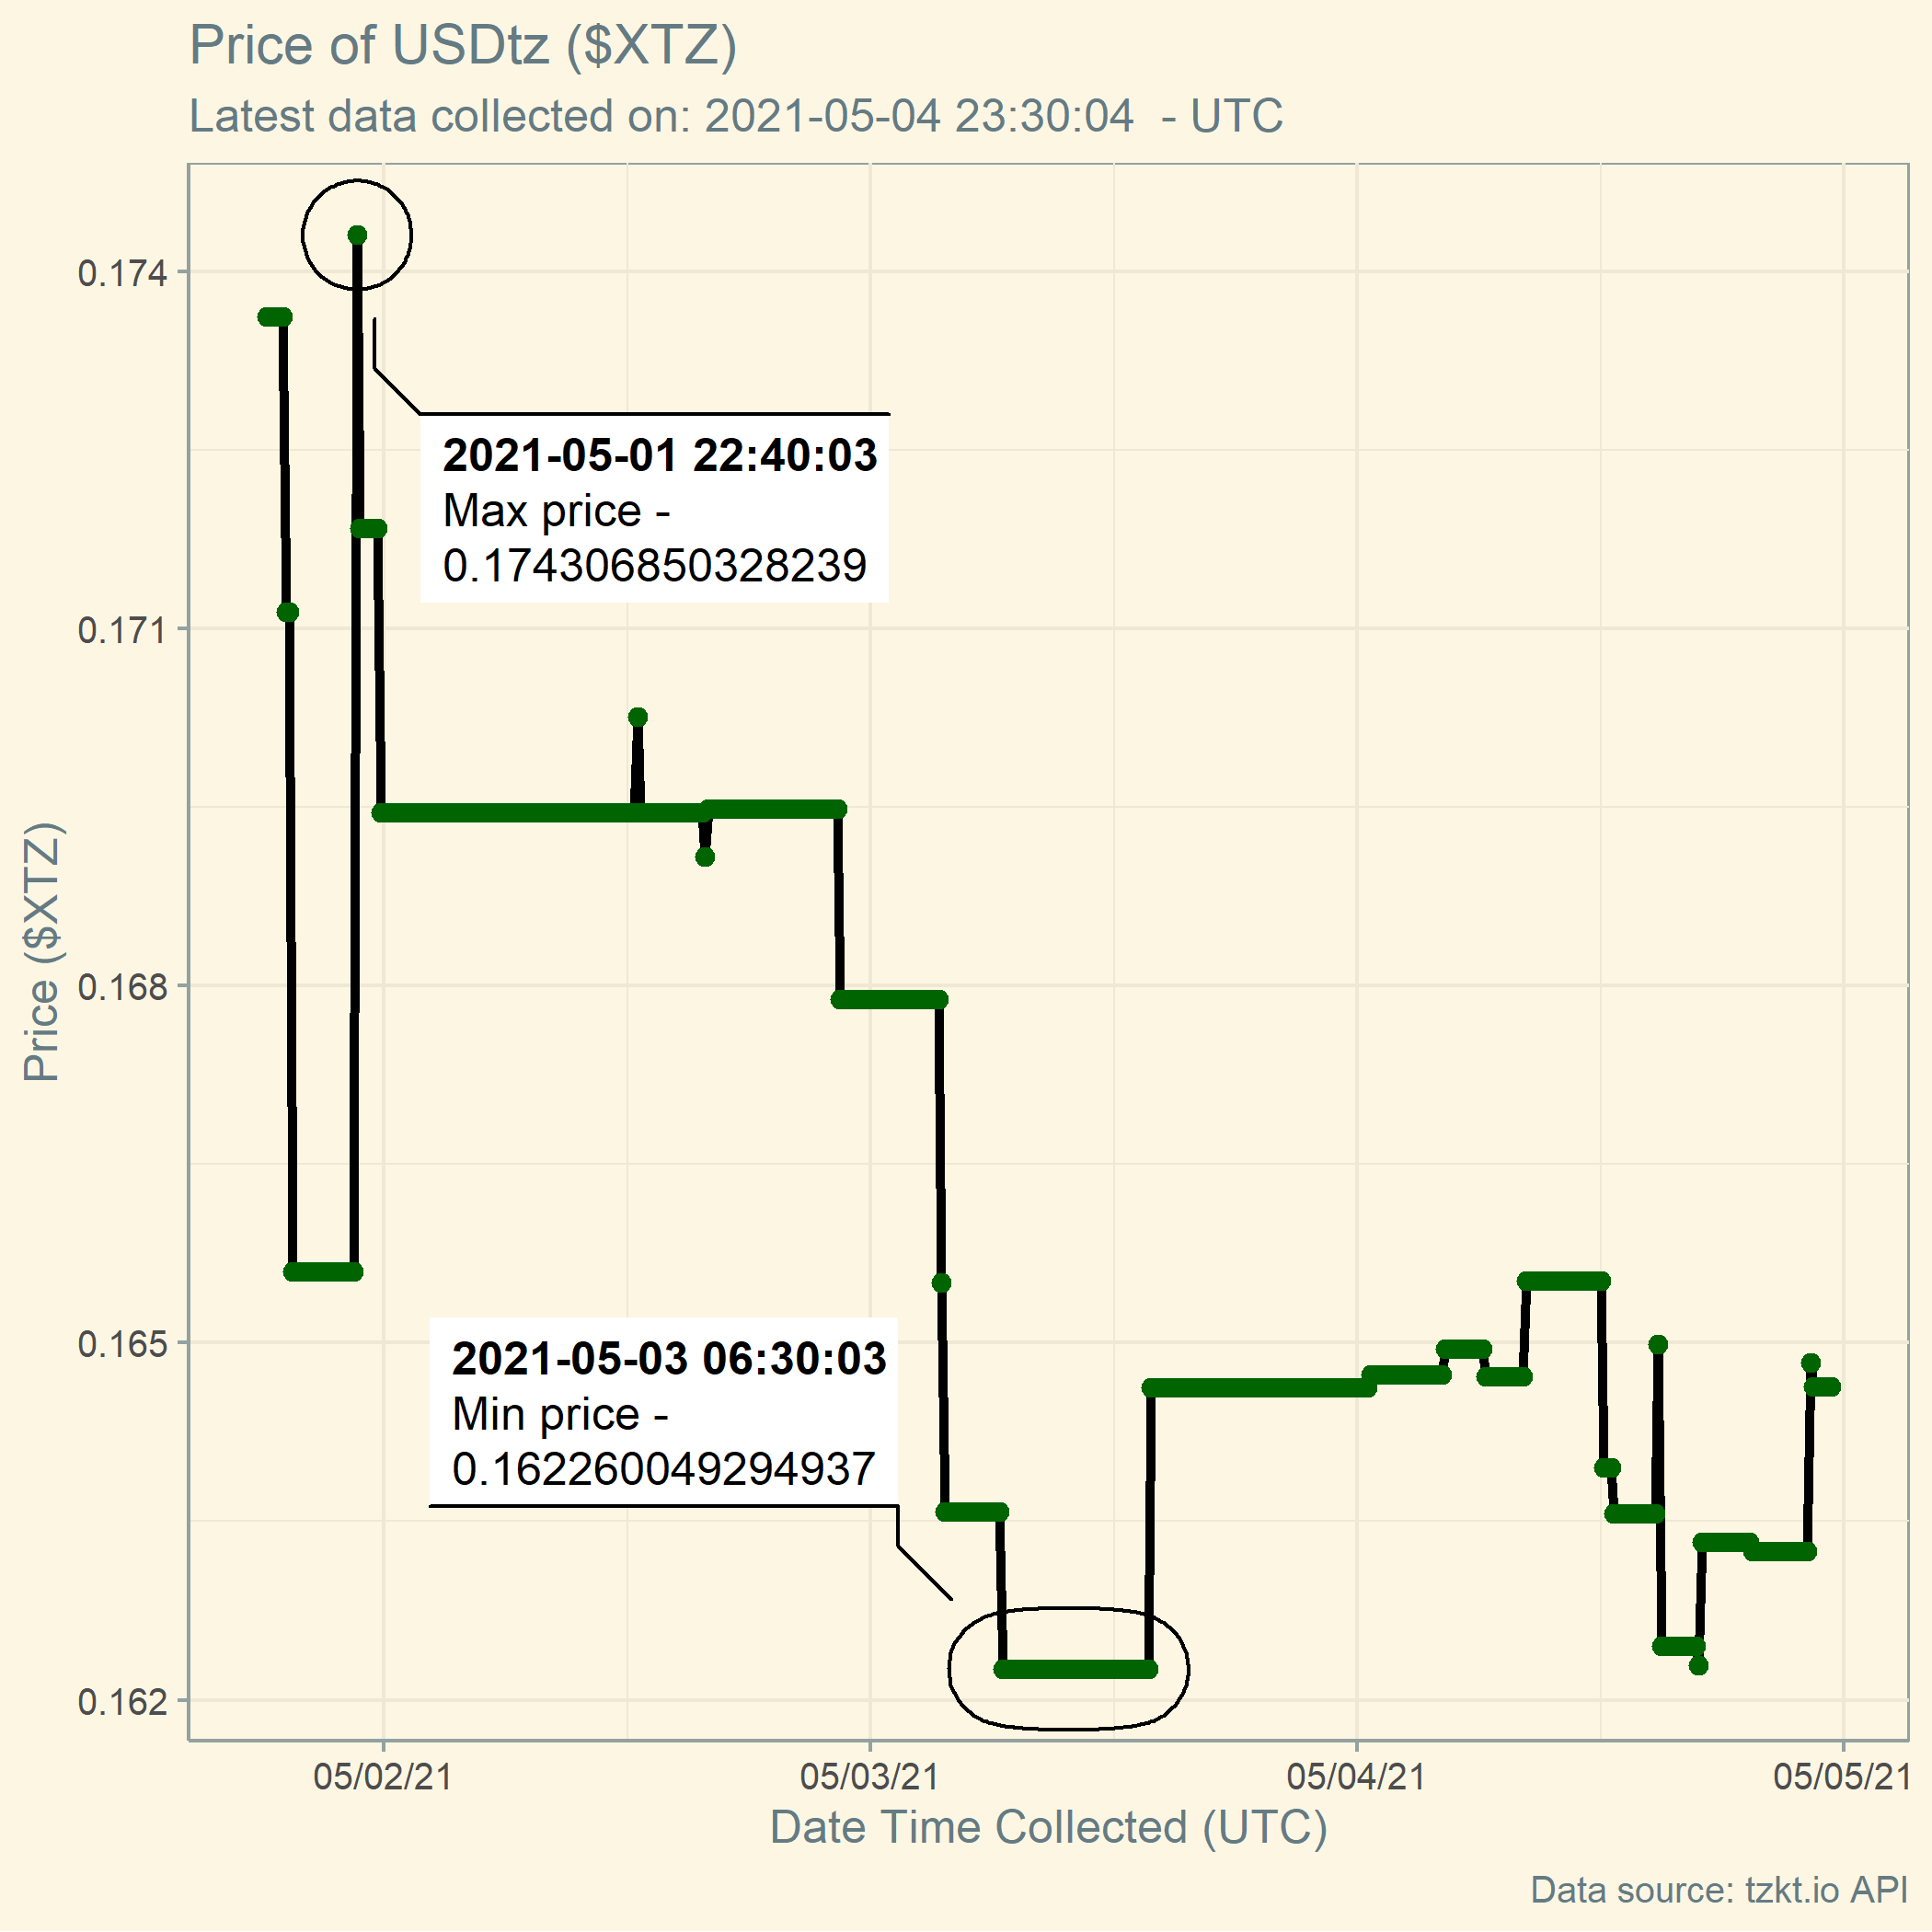 Price of USDtz ($XTZ)
Latest data collected on: 2021-05-04 23:30:04  - UTC
0.174
0.171
0.168
0.165
0.162
Price ($XTZ)
2021-05-01 22:40:03
Max price -
0.174306850328239
2021-05-03 06:30:03
Min price -
0.162260049294937
05/02/21
05/03/21
05/04/21
05/05/21
Date Time Collected (UTC)
Data source: tzkt.io API